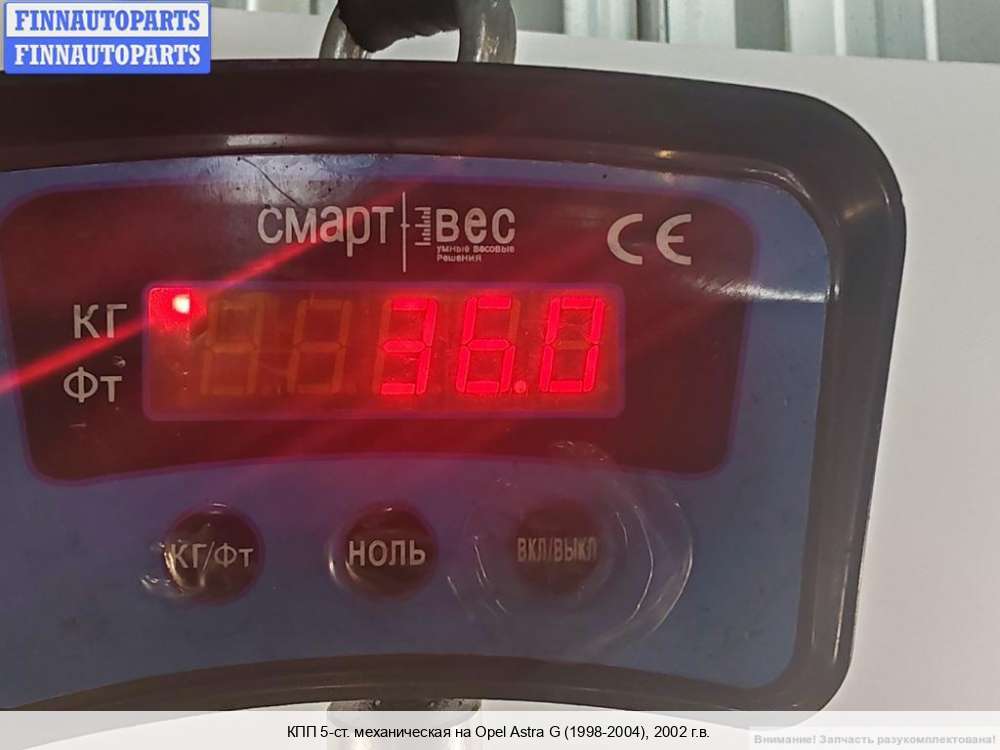 FINNAUTOPARTS
FINNAUTOPARTS
смарт вес
умные весовые
решения
CE
КГ
ФТ
36.0
КГ/ФТ
НОЛЬ
ВКЛ/ВЫКЛ
КПП 5-ст. механическая на Opel Astra G (1998-2004), 2002 г.в.
Внимание! Запчасть разукомплектована!